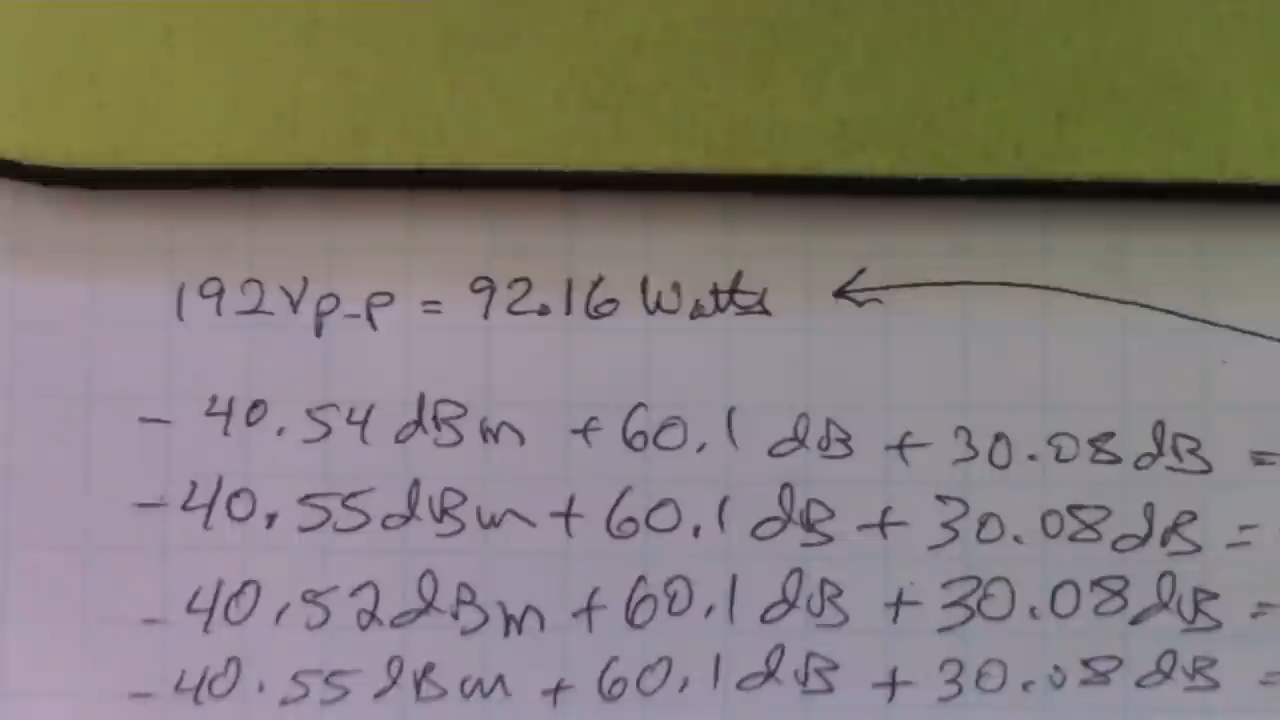 192Vp-p = 92.16 Watts
- 40.54 dBm + 60.1 dB + 30.08 dB =
- 40.55 dBm + 60.1 dB + 30.08 dB =
- 40.52 dBm + 60.1 dB + 30.08 dB =
- 40.55 dBm + 60.1 dB + 30.08 dB =